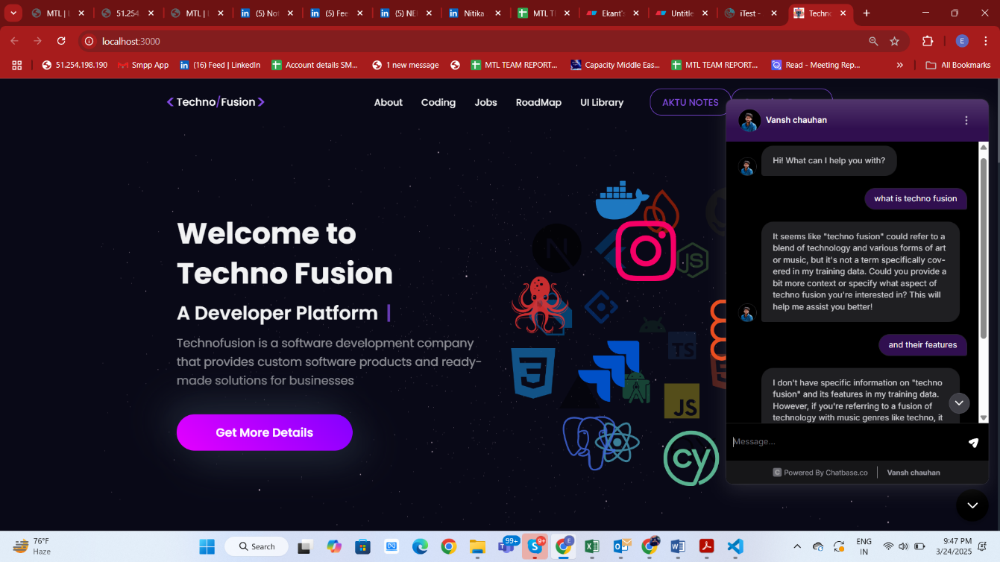 MTL | L
51.254
MTL | L
(5) Not
(5) Fee
(5) NE
Nitika
MTL T
Ekant's
Untitle
iTest -
Techn
localhost:3000
E
51.254.198.190
Smpp App
(16) Feed | LinkedIn
Account details SM...
1 new message
MTL TEAM REPORT...
Capacity Middle Eas...
MTL TEAM REPORT...
Read - Meeting Rep...
All Bookmarks
Techno/Fusion
About
Coding
Jobs
RoadMap
UI Library
AKTU NOTES
Welcome to
Techno Fusion
A Developer Platform |
Technofusion is a software development company
that provides custom software products and ready-
made solutions for businesses
Get More Details
N
JS
TS
JS
cy
Vansh chauhan
Hi! What can I help you with?
what is techno fusion
It seems like "techno fusion" could refer to a
blend of technology and various forms of art
or music, but it's not a term specifically cov-
ered in my training data. Could you provide a
bit more context or specify what aspect of
techno fusion you're interested in? This will
help me assist you better!
and their features
I don't have specific information on "techno
fusion" and its features in my training data.
However, if you're referring to a fusion of
technology with music genres like techno, it
Message...
Powered By Chatbase.co
Vansh chauhan
76°F
Haze
Search
99+
9+
E
ENG
IN
9:47 PM
3/24/2025